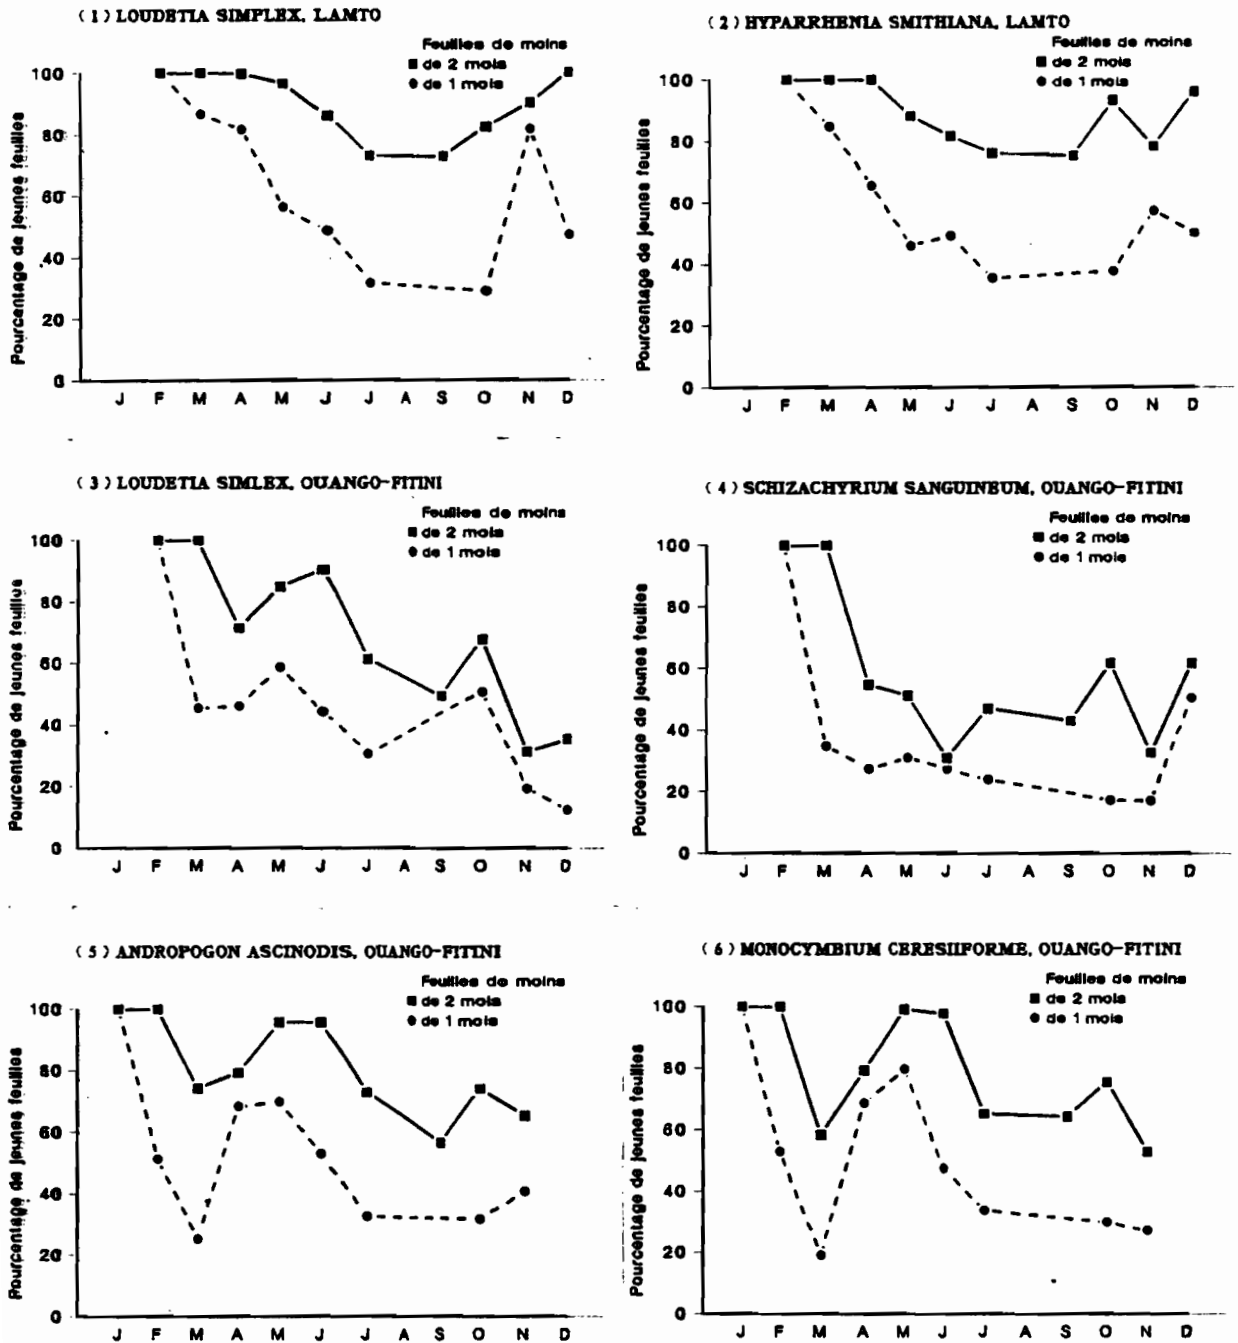 (1) LOUDETIA SIMPLEX, LAMTO
Feuilles de moins
de 2 mois
de 1 mois
Pourcentage de jeunes feuilles
100
80
60
40
20
0
J F M A M J J A S O N D
(2) HYPARRHENIA SMITHIANA, LAMTO
Feuilles de moins
de 2 mois
de 1 mois
Pourcentage de jeunes feuilles
100
80
60
40
20
0
J F M A M J J A S O N D
(3) LOUDETIA SIMLEX, OUANGO-FITINI
Feuilles de moins
de 2 mois
de 1 mois
Pourcentage de jeunes feuilles
100
80
60
40
20
0
J F M A M J J A S O N D
(4) SCHIZACHYRIUM SANGUINEUM, OUANGO-FITINI
Feuilles de moins
de 2 mois
de 1 mois
Pourcentage de jeunes feuilles
100
80
60
40
20
0
J F M A M J J A S O N D
(5) ANDROPOGON ASCINODIS, OUANGO-FITINI
Feuilles de moins
de 2 mois
de 1 mois
Pourcentage de jeunes feuilles
100
80
60
40
20
0
J F M A M J J A S O N D
(6) MONOCYMBIUM CERESIIFORME, OUANGO-FITINI
Feuilles de moins
de 2 mois
de 1 mois
Pourcentage de jeunes feuilles
100
80
60
40
20
0
J F M A M J J A S O N D